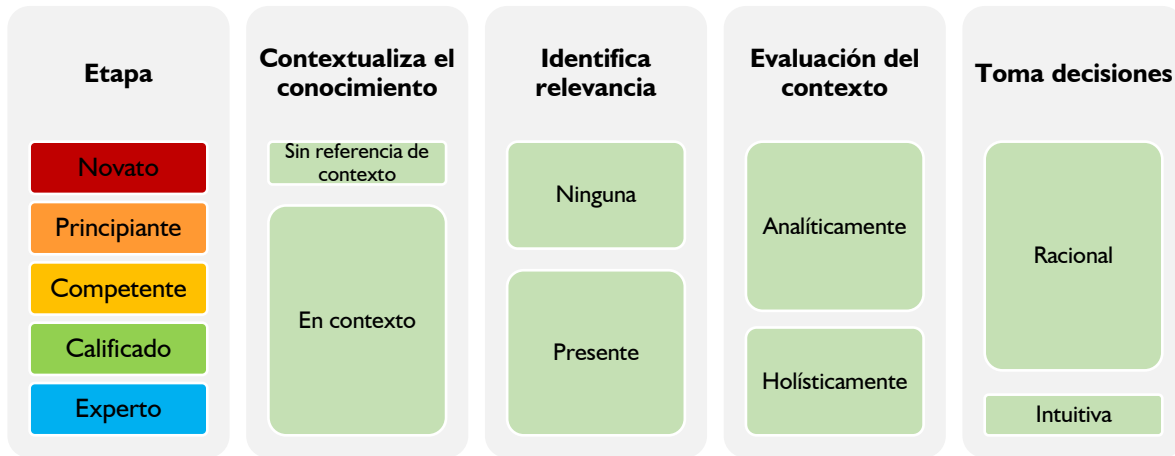 Etapa
Novato
Principiante
Competente
Calificado
Experto
Contextualiza el
conocimiento
Sin referencia de
contexto
En contexto
Identifica
relevancia
Ninguna
Presente
Evaluación del
contexto
Analíticamente
Holísticamente
Toma decisiones
Racional
Intuitiva